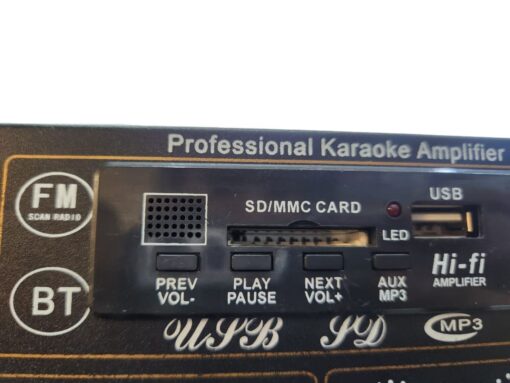 Professional Karaoke Amplifier
FM
SCAN RADIO
SD/MMC CARD
USB
LED
PREV
VOL-
PLAY
PAUSE
NEXT
VOL+
AUX
MP3
Hi-fi
AMPLIFIER
BT
USB SD
MP3